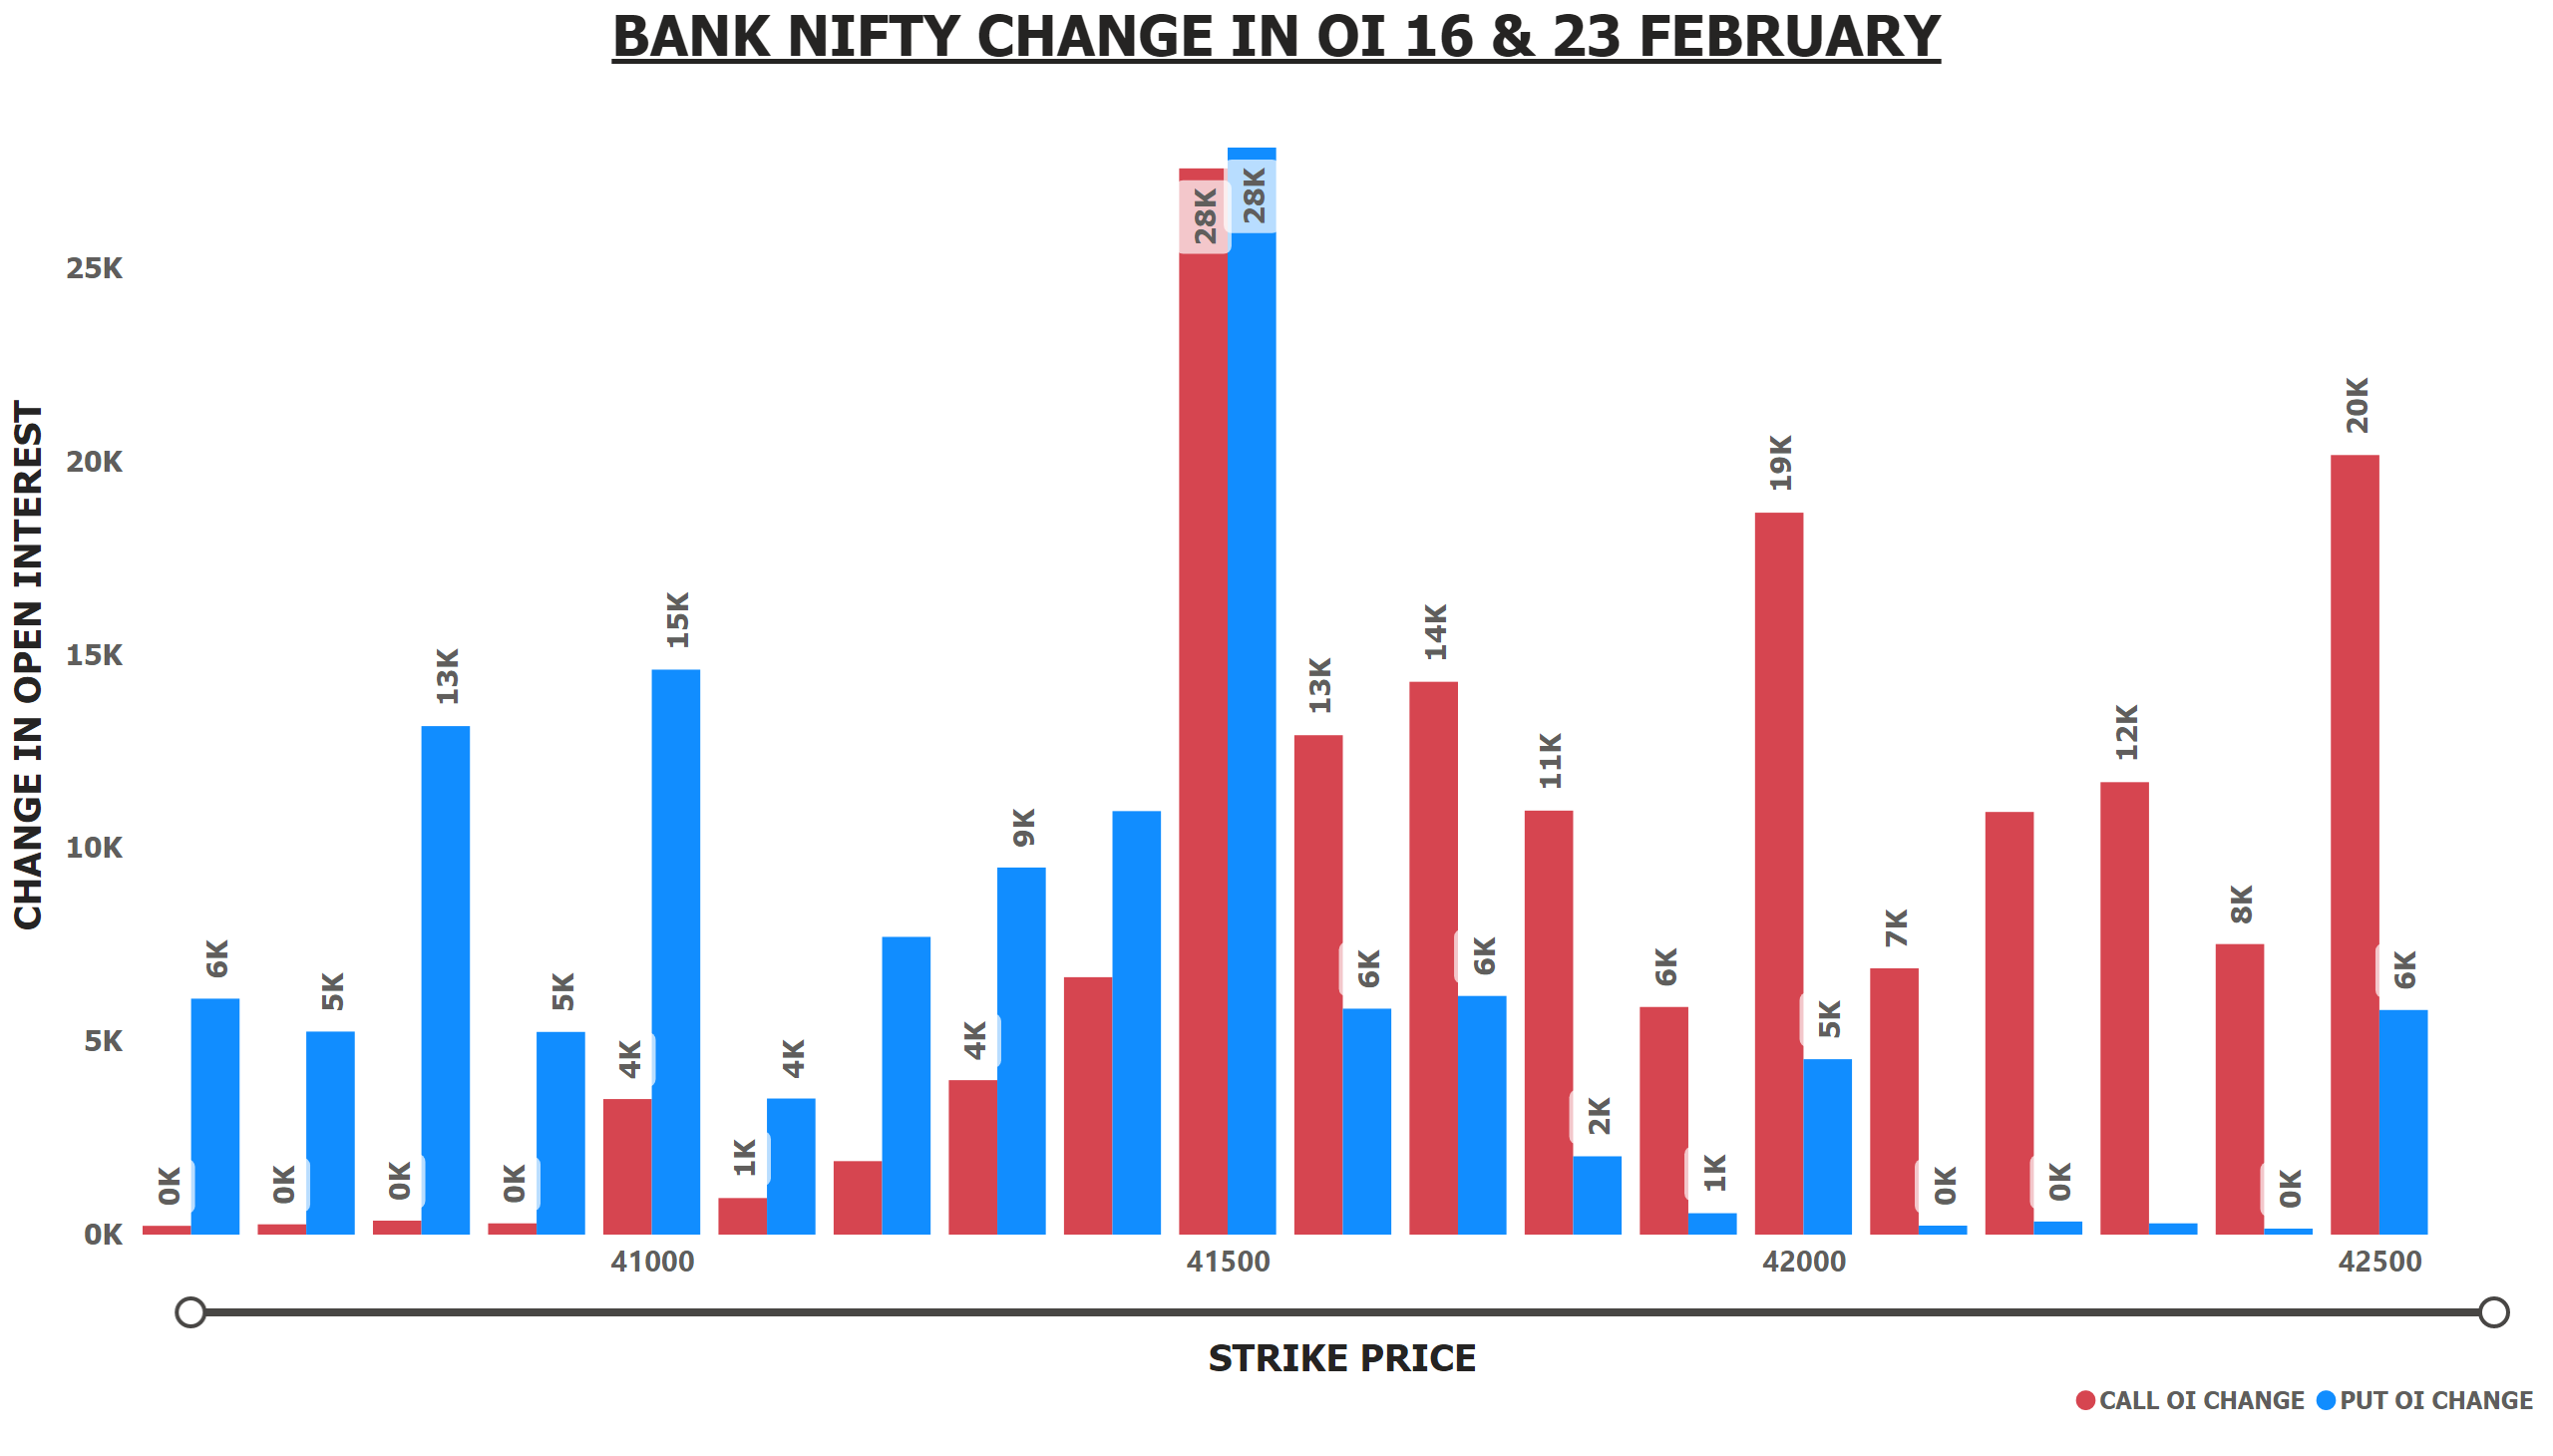 BANK NIFTY CHANGE IN OI 16 & 23 FEBRUARY
CHANGE IN OPEN INTEREST
25K
20K
15K
10K
5K
0K
0K
6K
0K
5K
0K
13K
0K
5K
4K
15K
1K
4K
4K
9K
28K
28K
13K
6K
14K
6K
11K
2K
6K
1K
19K
5K
7K
0K
0K
12K
8K
0K
20K
6K
41000 41500 42000 42500
STRIKE PRICE
CALL OI CHANGE PUT OI CHANGE